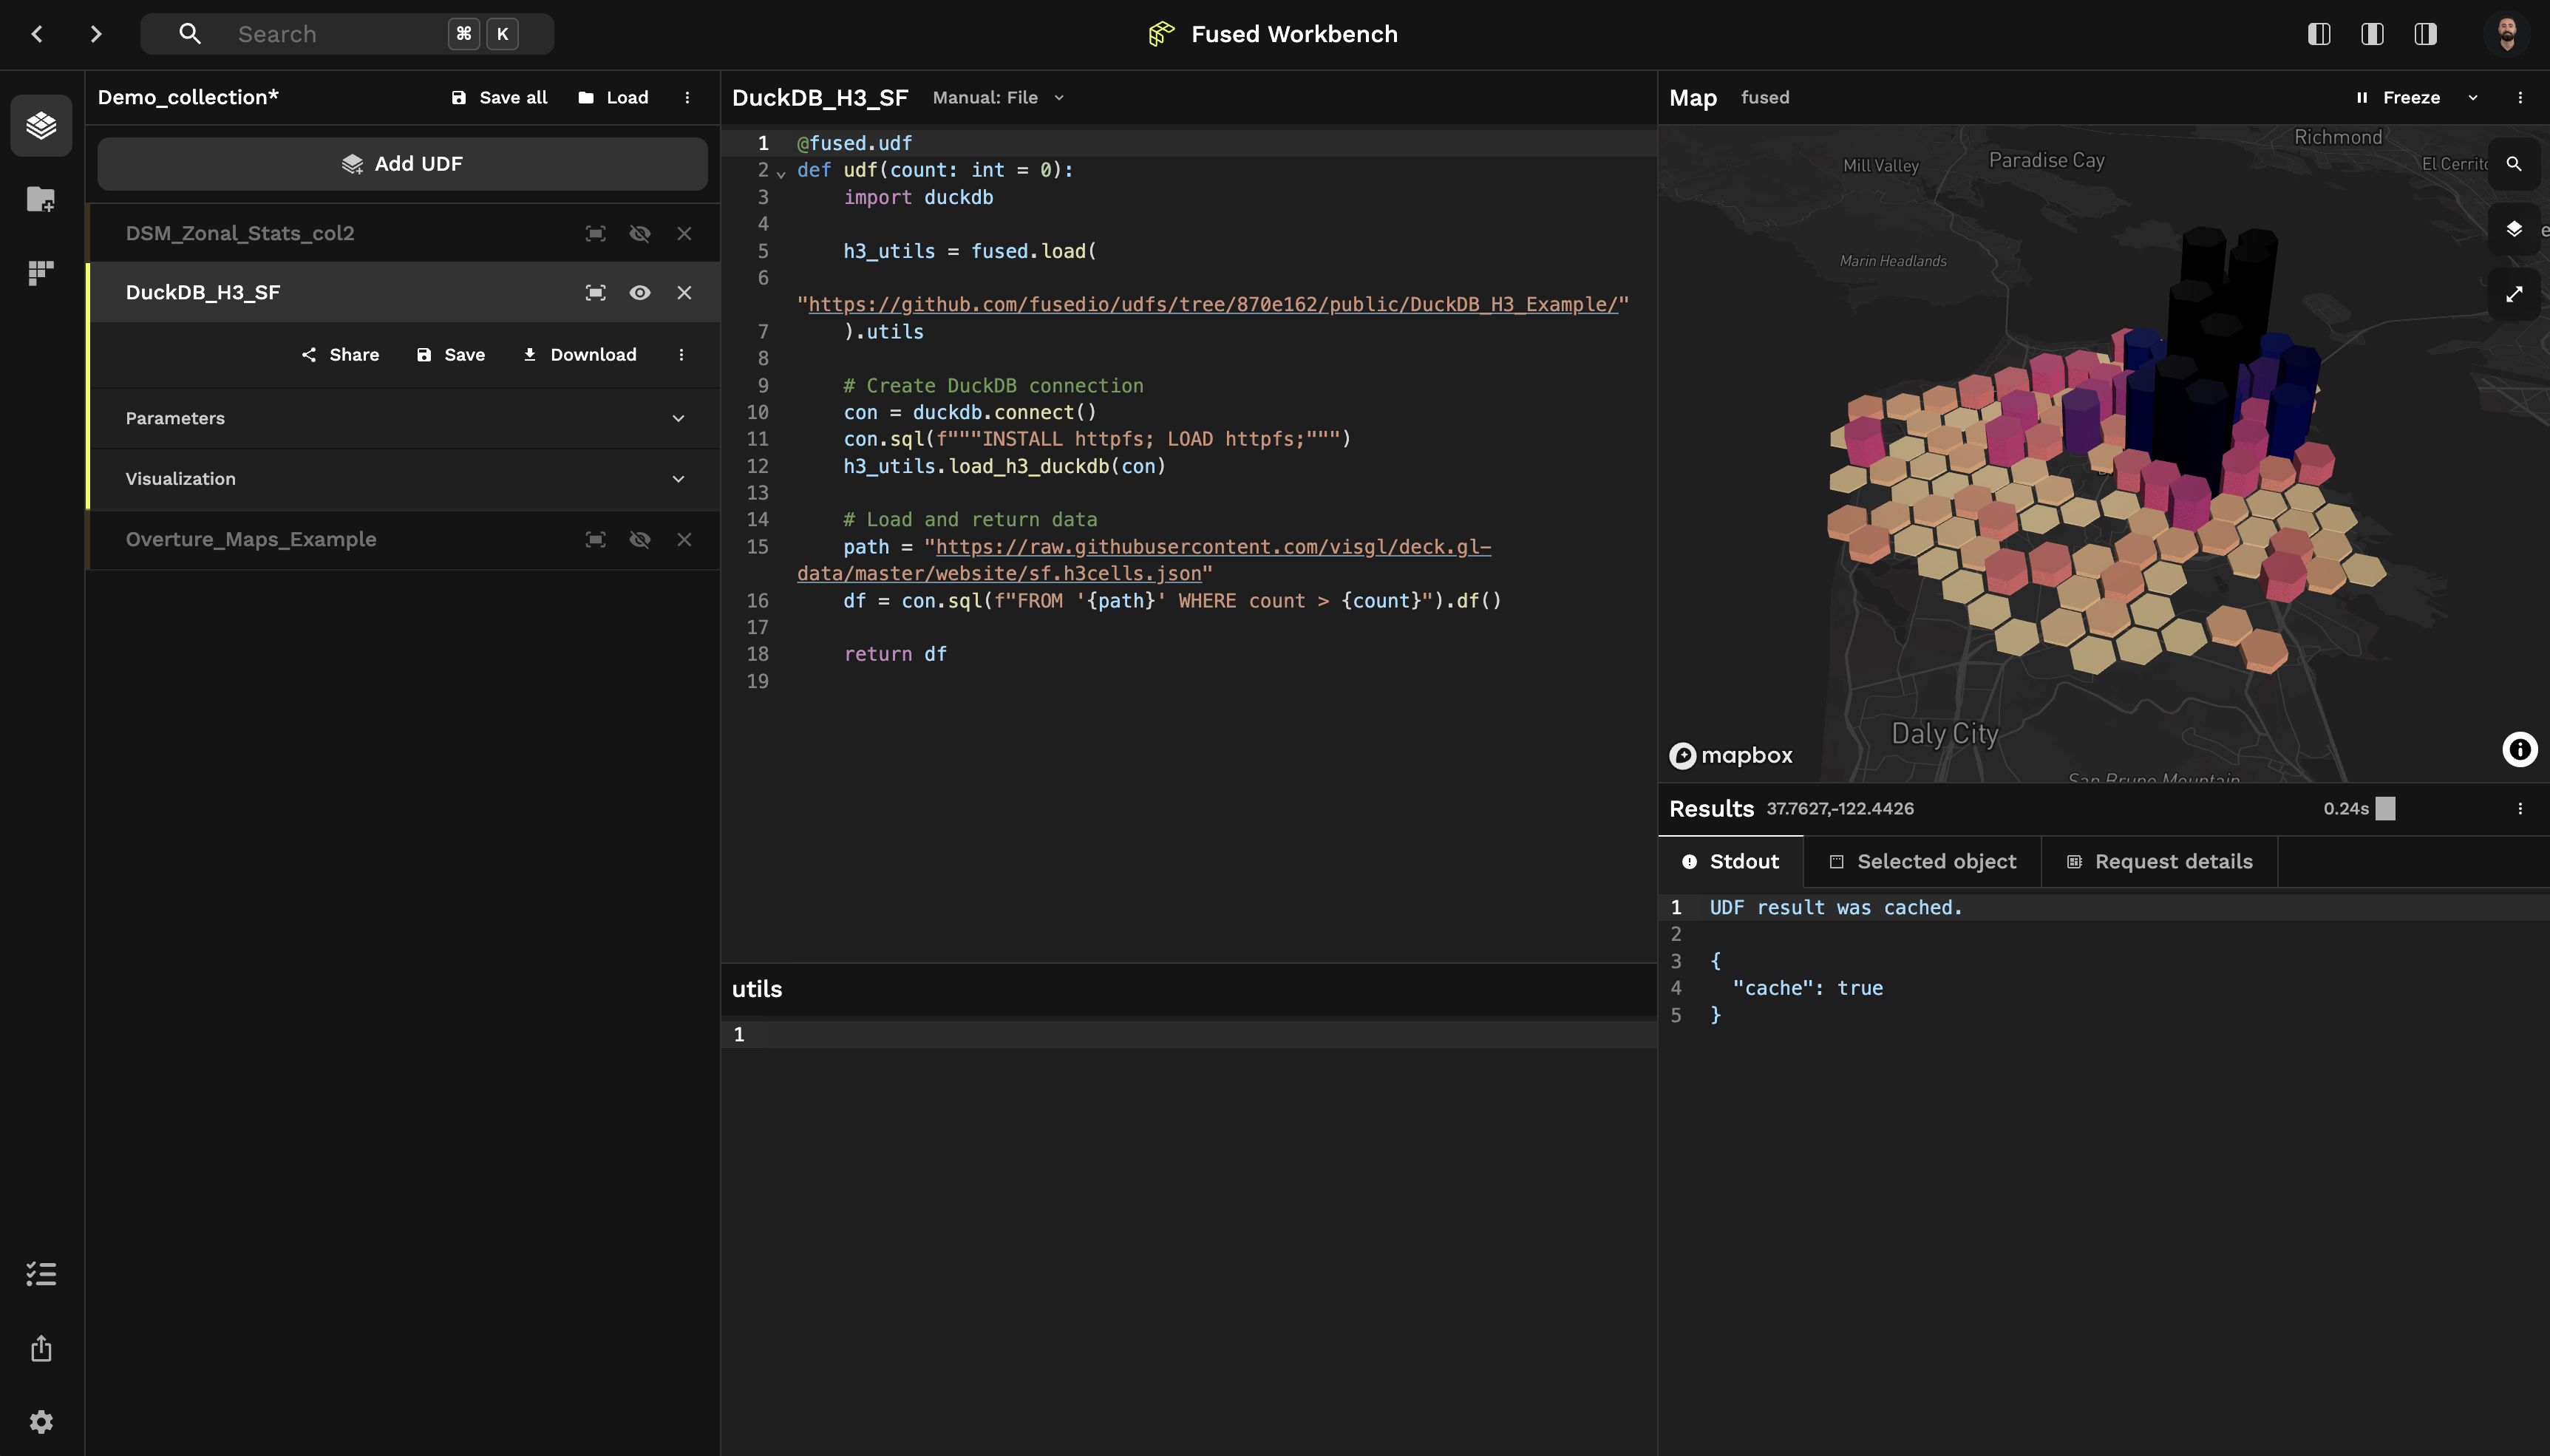 Search ⌘ K
Fused Workbench
Demo_collection*
Save all
Load
Add UDF
DSM_Zonal_Stats_col2
DuckDB_H3_SF
Share
Save
Download
Parameters
Visualization
Overture_Maps_Example
DuckDB_H3_SF Manual: File
1 @fused.udf
2 def udf(count: int = 0):
3 import duckdb
4
5 h3_utils = fused.load(
6
"https://github.com/fusedio/udfs/tree/870e162/public/DuckDB_H3_Example/"
7 ).utils
8
9 # Create DuckDB connection
10 con = duckdb.connect()
11 con.sql(f"""INSTALL httpfs; LOAD httpfs;""")
12 h3_utils.load_h3_duckdb(con)
13
14 # Load and return data
15 path = "https://raw.githubusercontent.com/visgl/deck.gl-
data/master/website/sf.h3cells.json"
16 df = con.sql(f"FROM '{path}' WHERE count > {count}").df()
17
18 return df
19
utils
1
Map fused
Freeze
Richmond
Mill Valley
Paradise Cay
El Cerrito
Marin Headlands
Daly City
San Bruno Mountain
mapbox
Results 37.7627,-122.4426
0.24s
Stdout
Selected object
Request details
1 UDF result was cached.
2
3 {
4 "cache": true
5 }